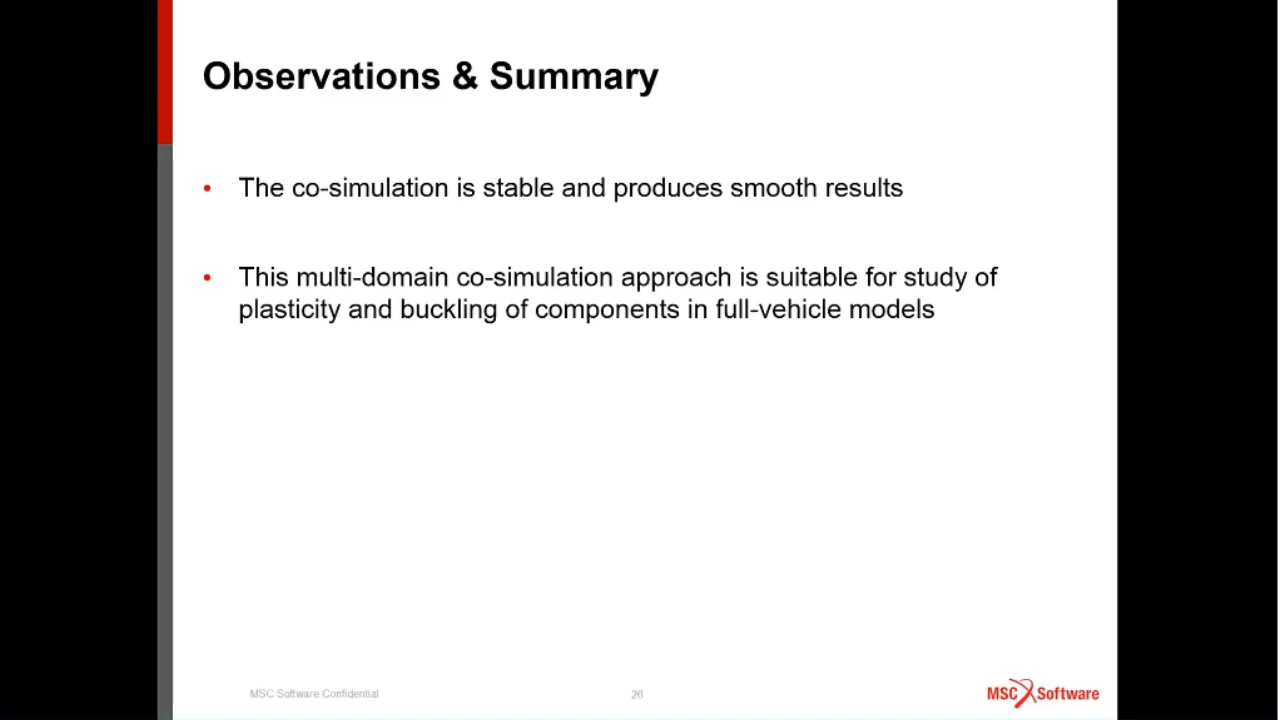 Observations & Summary
• The co-simulation is stable and produces smooth results
• This multi-domain co-simulation approach is suitable for study of
plasticity and buckling of components in full-vehicle models
MSC Software Confidential
26
MSC Software